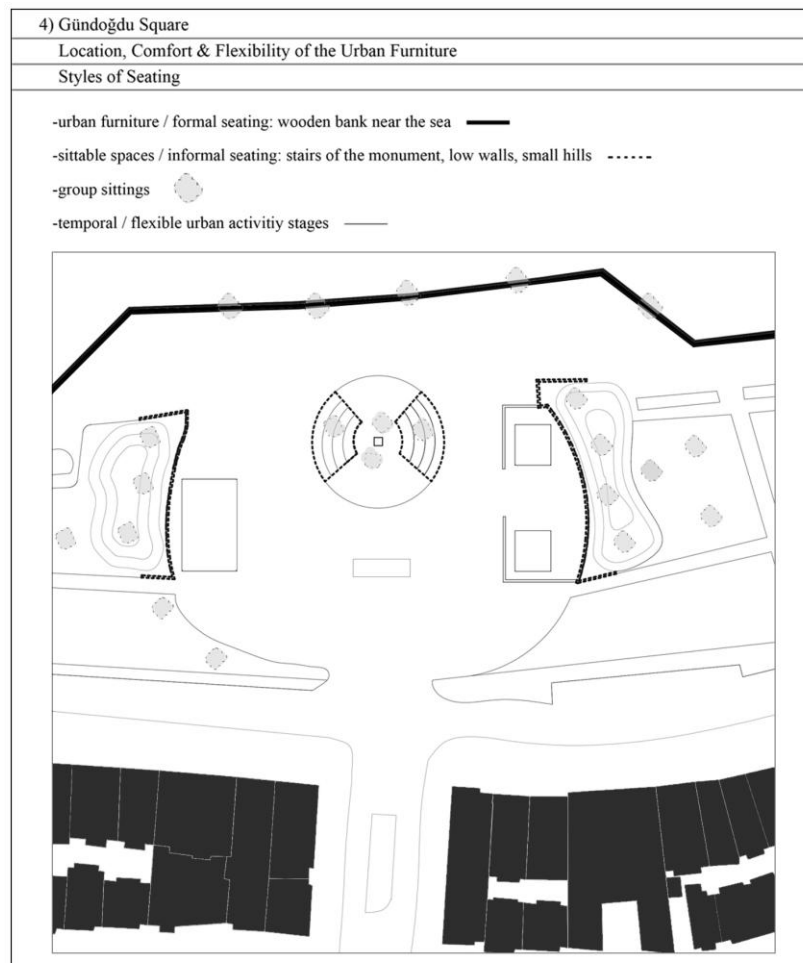 4) Gündoğdu Square
Location, Comfort & Flexibility of the Urban Furniture
Styles of Seating
-urban furniture / formal seating: wooden bank near the sea
-sittable spaces / informal seating: stairs of the monument, low walls, small hills
-group sittings
-temporal / flexible urban activitiy stages